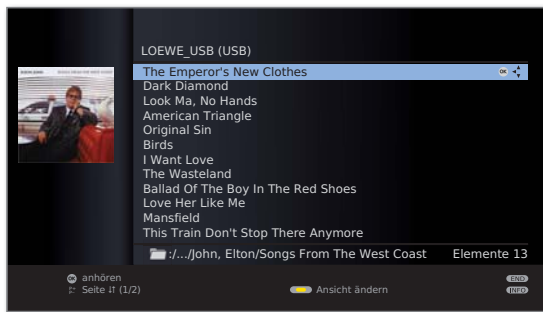 LOEWE_USB (USB)
The Emperor's New Clothes OK
Dark Diamond
Look Ma, No Hands
American Triangle
Original Sin
Birds
I Want Love
The Wasteland
Ballad Of The Boy In The Red Shoes
Love Her Like Me
Mansfield
This Train Don't Stop There Anymore
:/.../John, Elton/Songs From The West Coast Elemente 13
OK anhören END
Seite ↓↑ (1/2) Ansicht ändern INFO